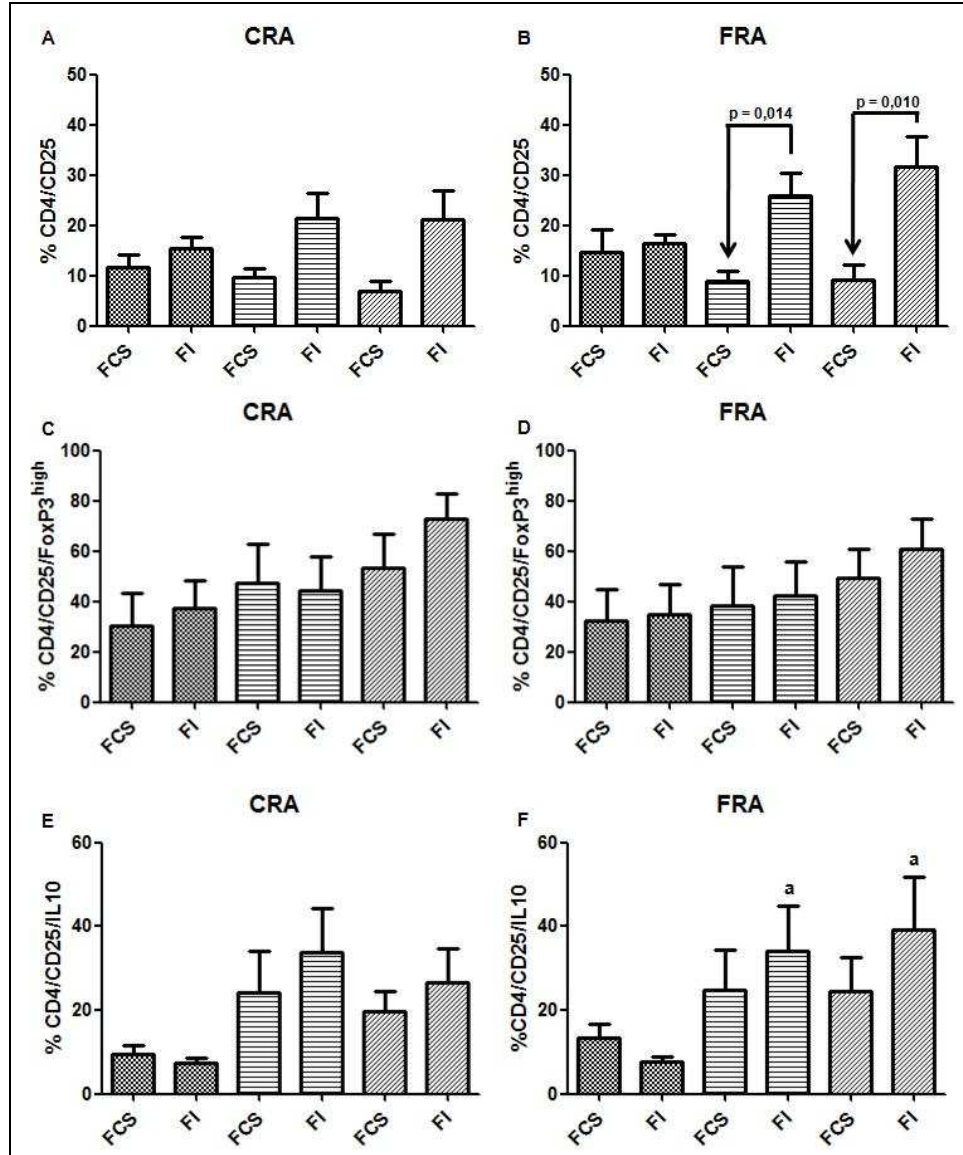 A
CRA
% CD4/CD25
50
40
30
20
10
0
FCS FI FCS FI FCS FI
B
FRA
% CD4/CD25
50
40
30
20
10
0
p = 0,014
p = 0,010
FCS FI FCS FI FCS FI
C
CRA
% CD4/CD25/FoxP3high
100
80
60
40
20
0
FCS FI FCS FI FCS FI
D
FRA
% CD4/CD25/FoxP3high
100
80
60
40
20
0
FCS FI FCS FI FCS FI
E
CRA
% CD4/CD25/IL10
60
40
20
0
FCS FI FCS FI FCS FI
F
FRA
%CD4/CD25/IL10
60
40
20
0
a
a
FCS FI FCS FI FCS FI